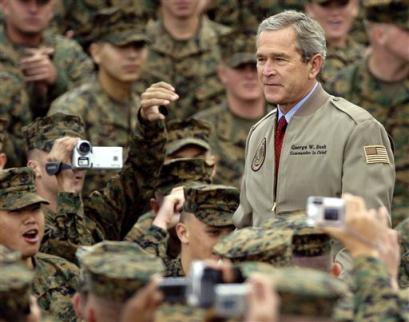 George W. Bush
Commander In Chief